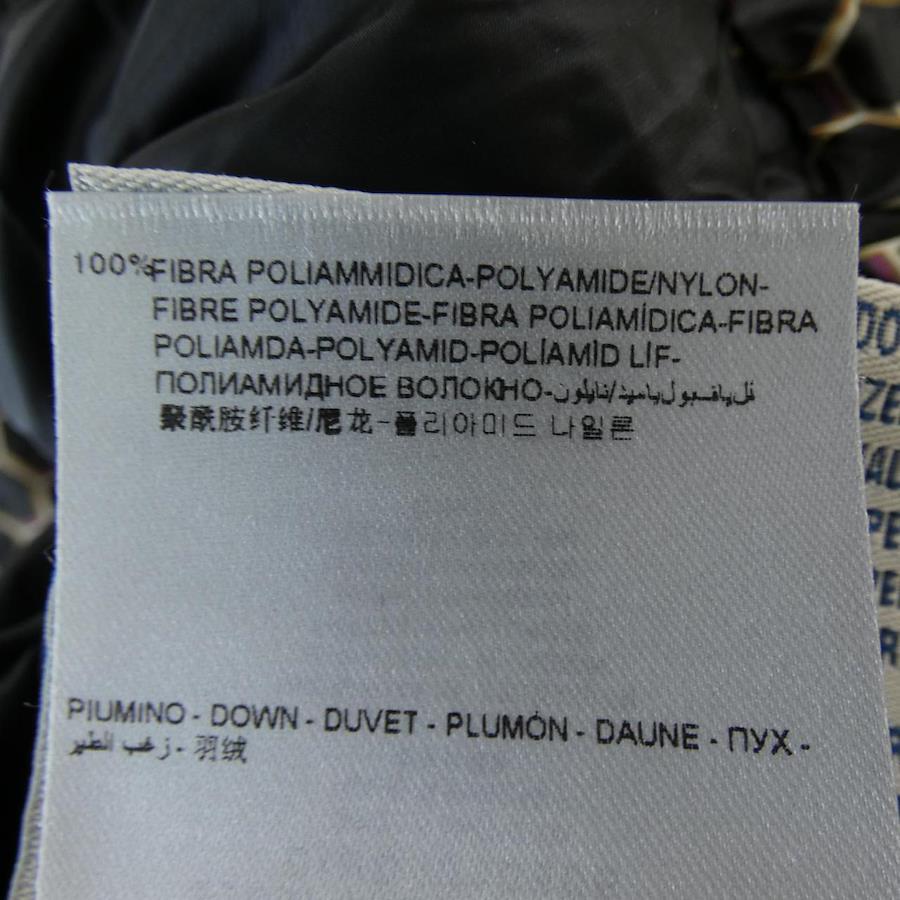 100%FIBRA POLIAMMIDICA-POLYAMIDE/NYLON-
FIBRE POLYAMIDE-FIBRA POLIAMÍDICA-FIBRA
POLIAMDA-POLYAMID-POLİAMİD LİF-
ПОЛИАМИДНОЕ ВОЛОКНО-
聚酰胺纤维/尼龙-폴리아미드 나일론
PIUMINO - DOWN - DUVET - PLUMÓN - DAUNE - ПУХ -
زغب الطير - 羽绒